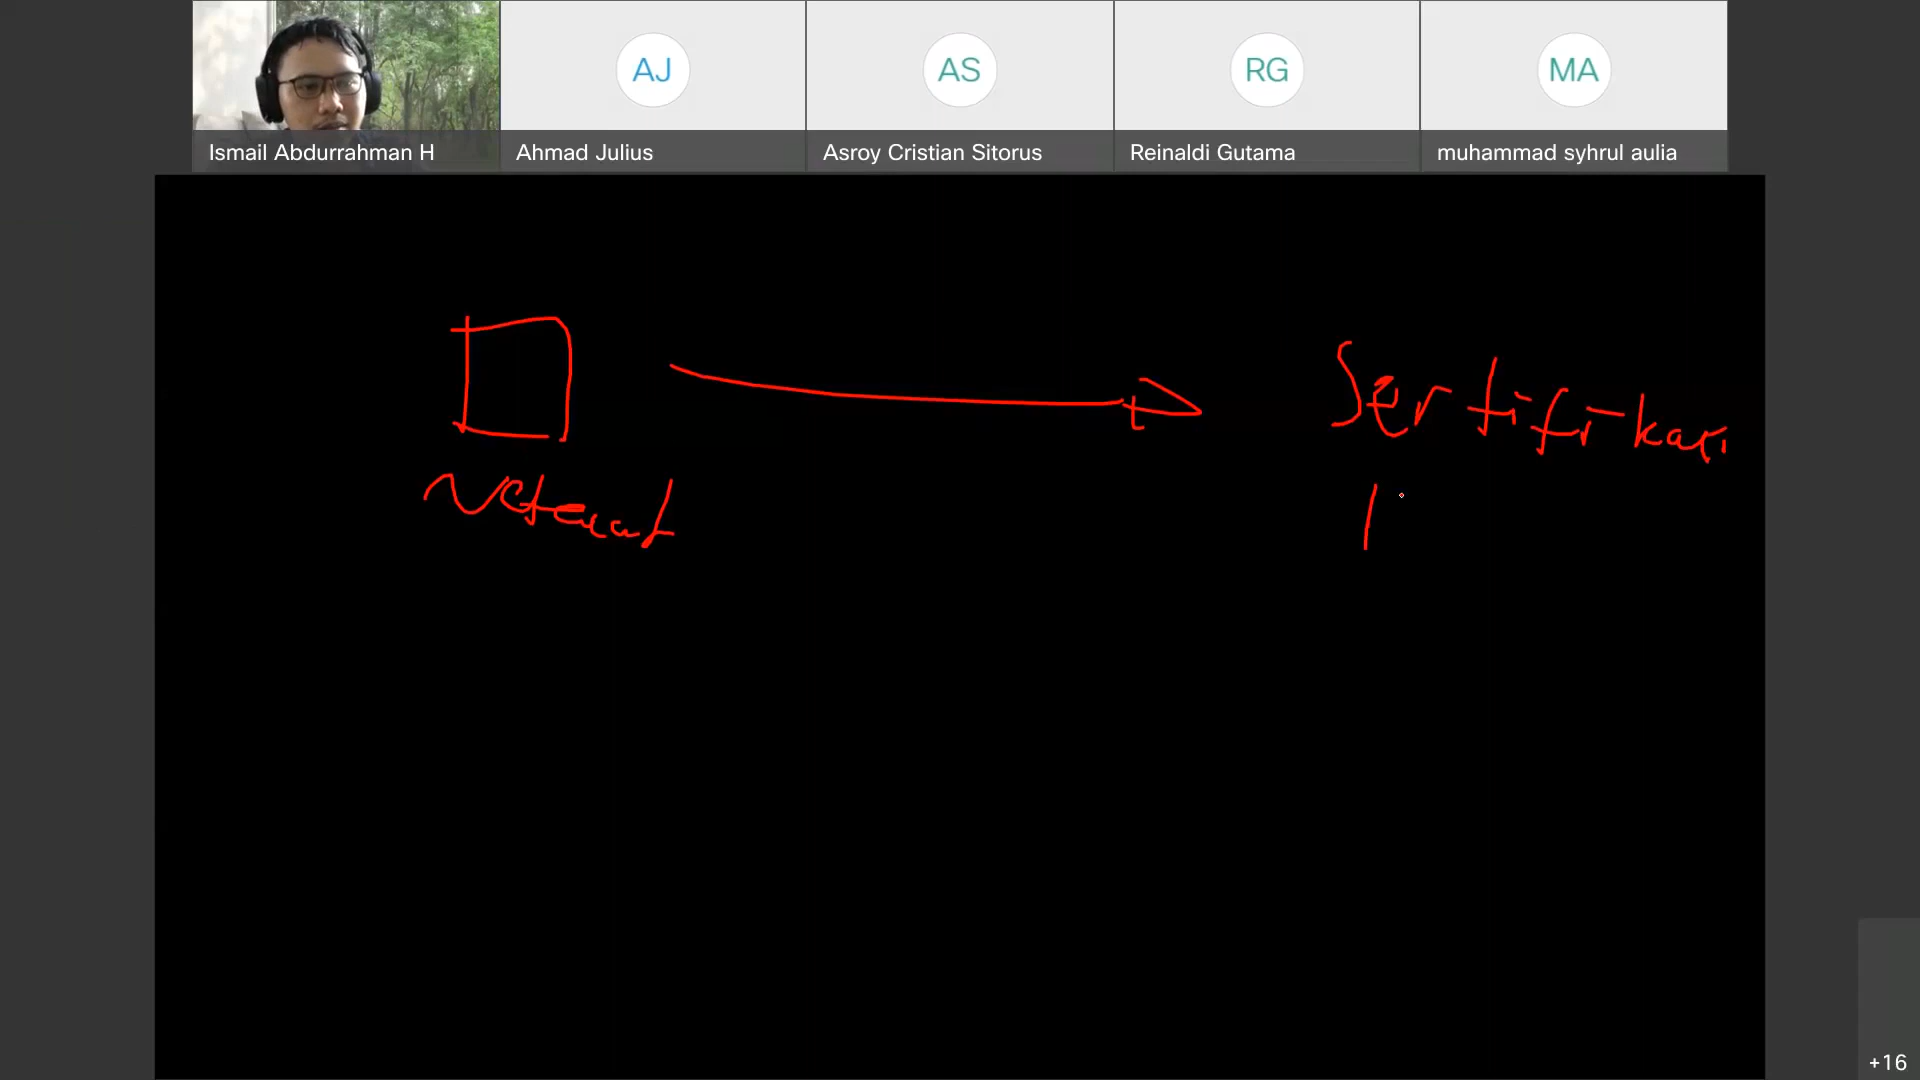 AJ
AS
RG
MA
Ismail Abdurrahman H
Ahmad Julius
Asroy Cristian Sitorus
Reinaldi Gutama
muhammad syhrul aulia
Sertifikasi
+16